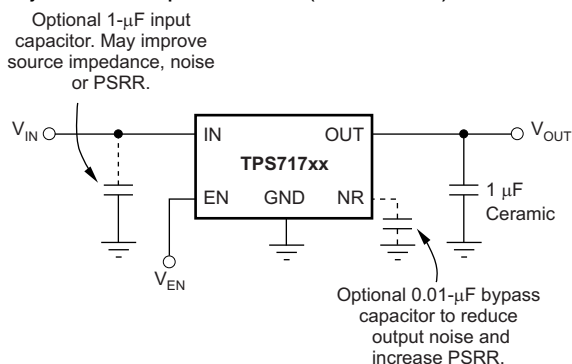 Optional 1-μF input
capacitor. May improve
source impedance, noise
or PSRR.
V_IN
IN
OUT
V_OUT
TPS717xx
EN
GND
NR
1 μF
Ceramic
V_EN
Optional 0.01-μF bypass
capacitor to reduce
output noise and
increase PSRR.